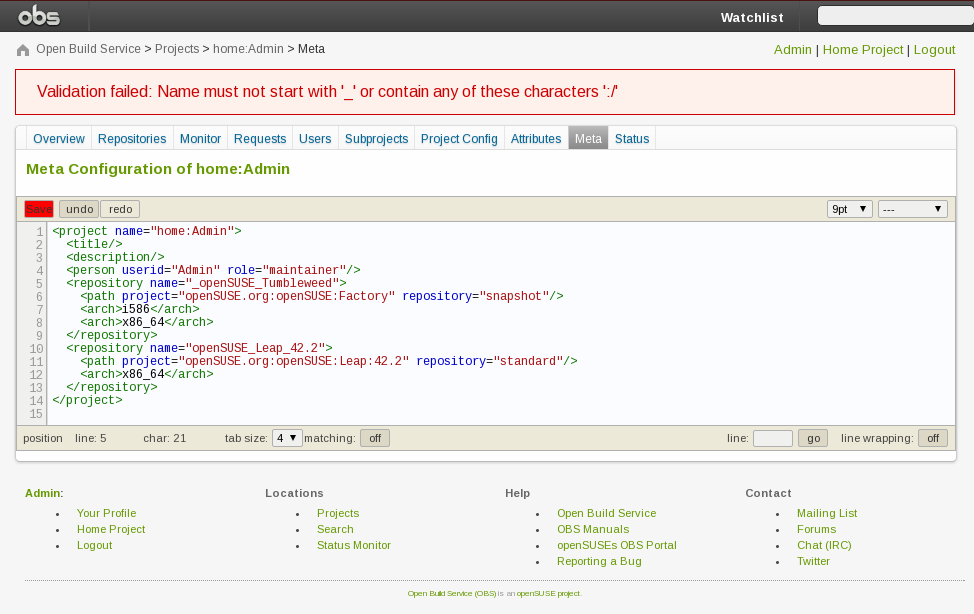 obs
Watchlist
Open Build Service > Projects > home:Admin > Meta
Admin | Home Project | Logout
Validation failed: Name must not start with '_' or contain any of these characters ':/'
Overview Repositories Monitor Requests Users Subprojects Project Config Attributes Meta Status
Meta Configuration of home:Admin
Save undo redo 9pt ---
1 <project name="home:Admin">
2 <title/>
3 <description/>
4 <person userid="Admin" role="maintainer"/>
5 <repository name="_openSUSE_Tumbleweed">
6 <path project="openSUSE.org:openSUSE:Factory" repository="snapshot"/>
7 <arch>i586</arch>
8 <arch>x86_64</arch>
9 </repository>
10 <repository name="openSUSE_Leap_42.2">
11 <path project="openSUSE.org:openSUSE:Leap:42.2" repository="standard"/>
12 <arch>x86_64</arch>
13 </repository>
14 </project>
15
position line: 5 char: 21 tab size: 4 matching: off line: go line wrapping: off
Admin:
Your Profile
Home Project
Logout
Locations
Projects
Search
Status Monitor
Help
Open Build Service
OBS Manuals
openSUSEs OBS Portal
Reporting a Bug
Contact
Mailing List
Forums
Chat (IRC)
Twitter
Open Build Service (OBS) is an openSUSE project.